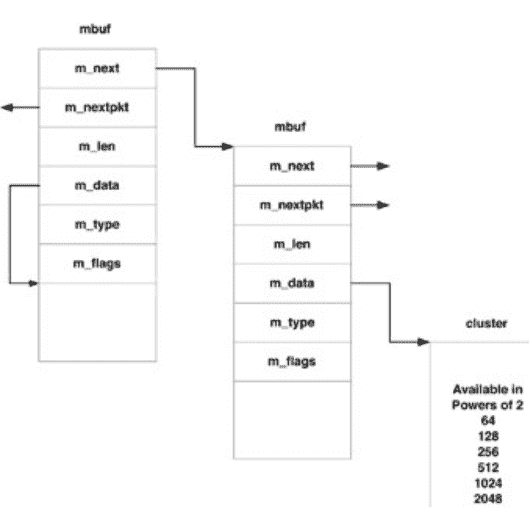 mbuf
m_next
m_nextpkt
m_len
m_data
m_type
m_flags
mbuf
m_next
m_nextpkt
m_len
m_data
m_type
m_flags
cluster
Available in
Powers of 2
64
128
256
512
1024
2048